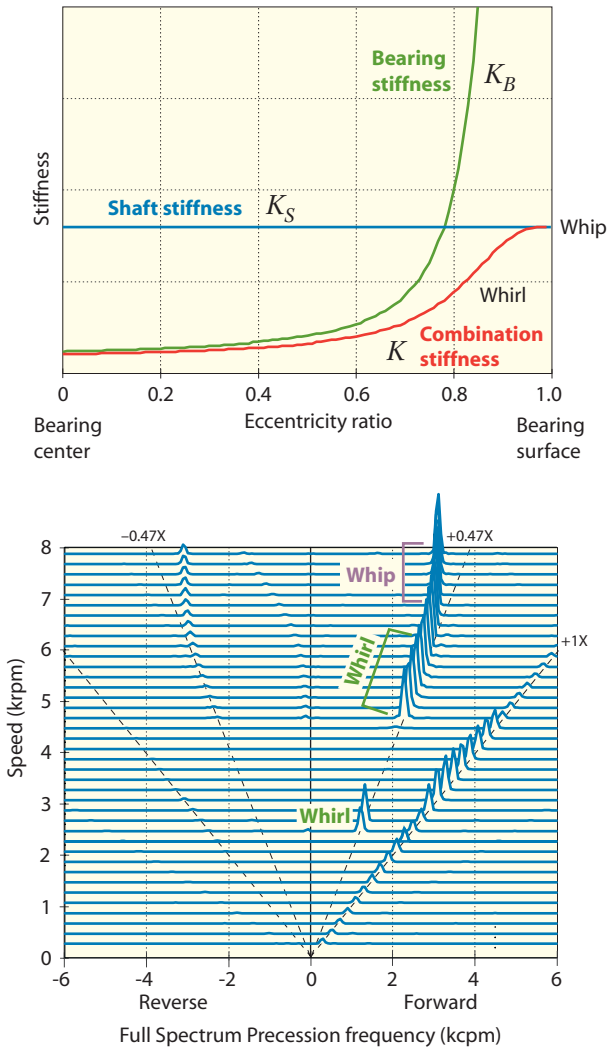 Bearing
stiffness
K_B
Stiffness
Shaft stiffness
K_S
Whip
Whirl
K
Combination
stiffness
0
0.2
0.4
0.6
0.8
1.0
Bearing
center
Eccentricity ratio
Bearing
surface
−0.47X
+0.47X
8
Whip
7
Whirl
+1X
6
5
Speed (krpm)
4
3
Whirl
2
1
0
-6
-4
-2
0
2
4
6
Reverse
Forward
Full Spectrum Precession frequency (kcpm)